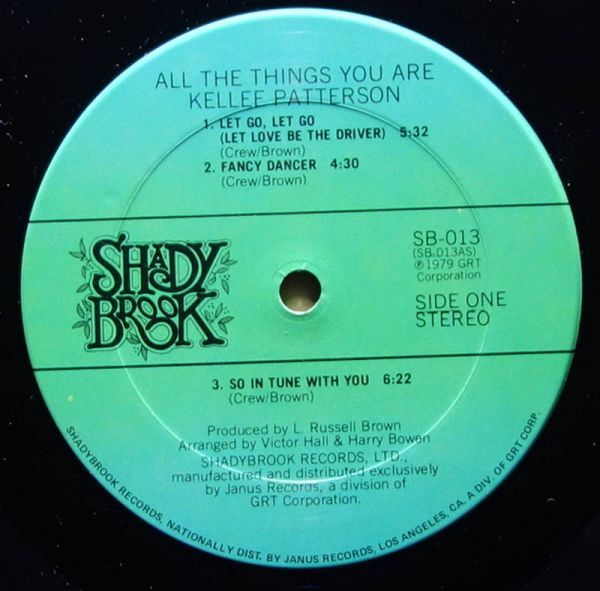 ALL THE THINGS YOU ARE
KELLEE PATTERSON
1. LET GO, LET GO
(LET LOVE BE THE DRIVER) 5:32
(Crew/Brown)
2. FANCY DANCER 4:30
(Crew/Brown)
SHADY
BROOK
SB-013
(SB-013AS)
℗1979 GRT
Corporation
SIDE ONE
STEREO
3. SO IN TUNE WITH YOU 6:22
(Crew/Brown)
Produced by L. Russell Brown
Arranged by Victor Hall & Harry Bowen
SHADYBROOK RECORDS, LTD.,
manufactured and distributed exclusively
by Janus Records, a division of
GRT Corporation.
SHADYBROOK RECORDS, NATIONALLY DIST. BY JANUS RECORDS, LOS ANGELES, CA. A DIV. OF GRT CORP.